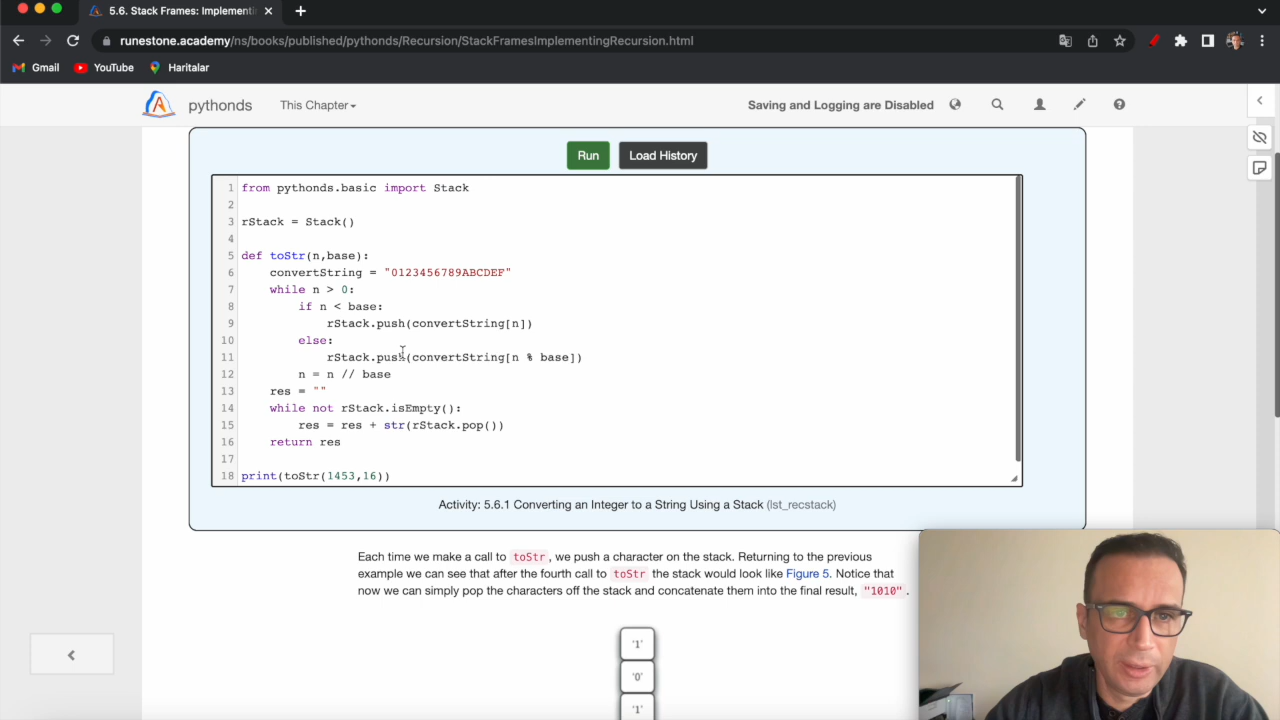 5.6. Stack Frames: Implementin
runestone.academy/ns/books/published/pythonds/Recursion/StackFramesImplementingRecursion.html
Gmail YouTube Haritalar
pythonds This Chapter Saving and Logging are Disabled
Run Load History
1 from pythonds.basic import Stack
2
3 rStack = Stack()
4
5 def toStr(n,base):
6 convertString = "0123456789ABCDEF"
7 while n > 0:
8 if n < base:
9 rStack.push(convertString[n])
10 else:
11 rStack.push(convertString[n % base])
12 n = n // base
13 res = ""
14 while not rStack.isEmpty():
15 res = res + str(rStack.pop())
16 return res
17
18 print(toStr(1453,16))
Activity: 5.6.1 Converting an Integer to a String Using a Stack (lst_recstack)
Each time we make a call to toStr, we push a character on the stack. Returning to the previous
example we can see that after the fourth call to toStr the stack would look like Figure 5. Notice that
now we can simply pop the characters off the stack and concatenate them into the final result, "1010".
'1'
'0'
'1'